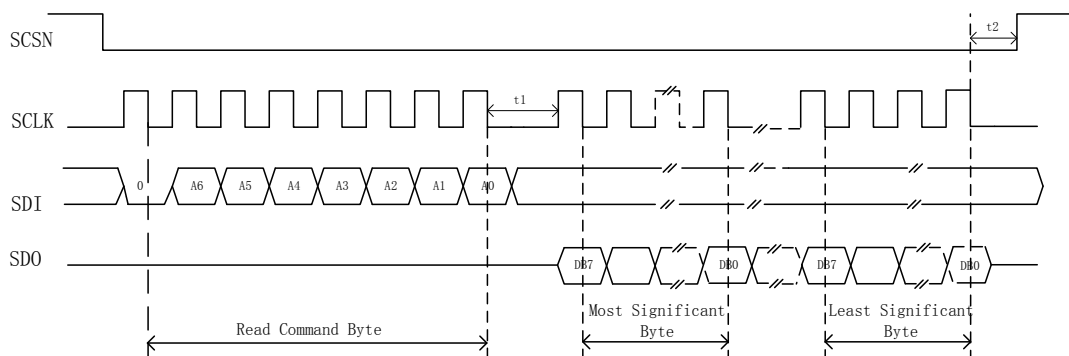 SCSN
t2
SCLK
t1
SDI
0
A6
A5
A4
A3
A2
A1
A0
SDO
DB7
DB0
DB7
DB0
Read Command Byte
Most Significant
Byte
Least Significant
Byte